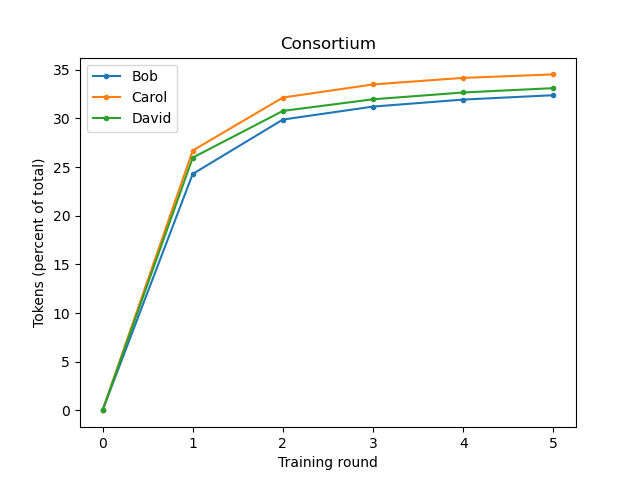 Consortium
Bob
Carol
David
Tokens (percent of total)
35
30
25
20
15
10
5
0
0 1 2 3 4 5
Training round